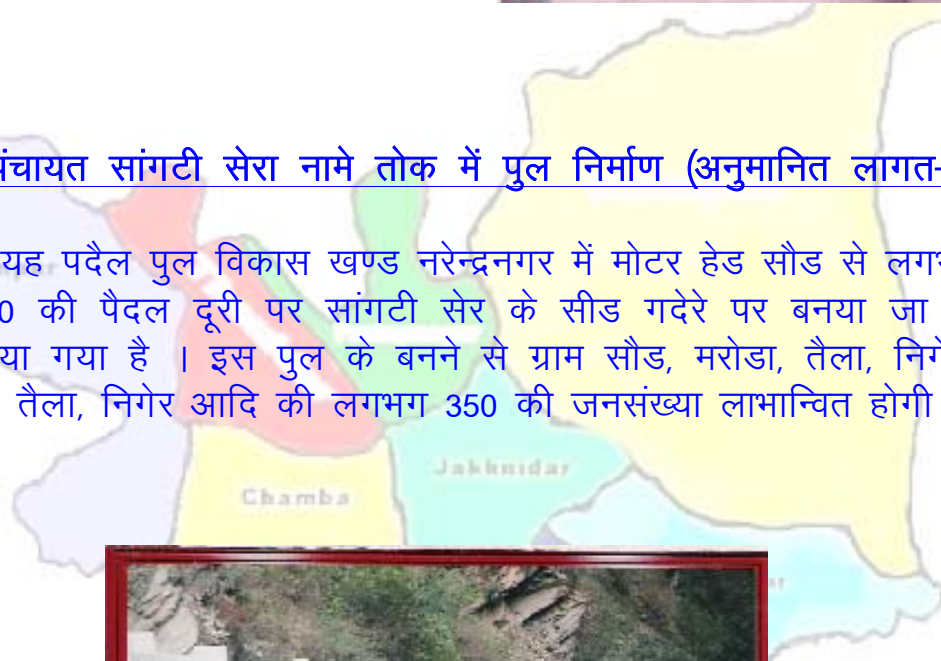 पंचायत सांगटी सेरा नामे तोक में पुल निर्माण (अनुमानित लागत-
यह पदैल पुल विकास खण्ड नरेन्द्रनगर में मोटर हेड सौड से लगभ
0 की पैदल दूरी पर सांगटी सेर के सीड गदेरे पर बनया जा
या गया है । इस पुल के बनने से ग्राम सौड, मरोडा, तैला, निगे
तैला, निगेर आदि की लगभग 350 की जनसंख्या लाभान्वित होगी
Jakhnidar
Chamba